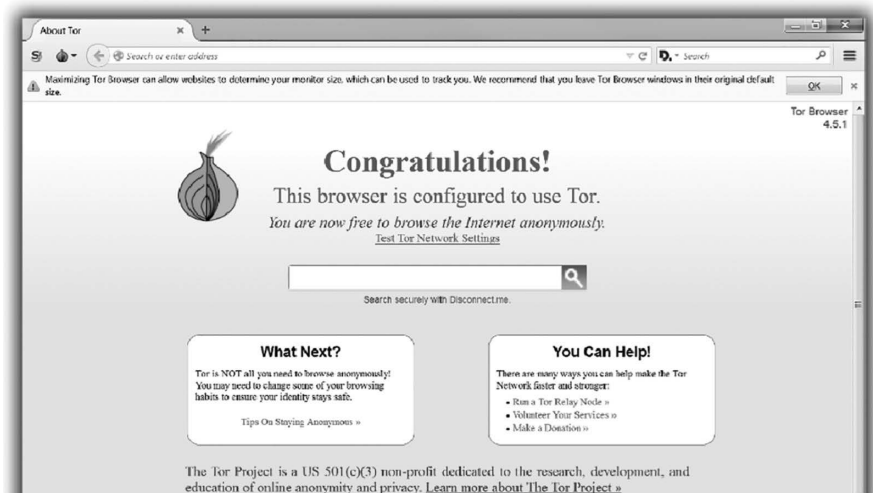 About Tor
Search or enter address
Search
Maximizing Tor Browser can allow websites to determine your monitor size, which can be used to track you. We recommend that you leave Tor Browser windows in their original default
size.
OK
Tor Browser
4.5.1
Congratulations!
This browser is configured to use Tor.
You are now free to browse the Internet anonymously.
Test Tor Network Settings
Search securely with Disconnect.me.
What Next?
Tor is NOT all you need to browse anonymously!
You may need to change some of your browsing
habits to ensure your identity stays safe.
Tips On Staying Anonymous »
You Can Help!
There are many ways you can help make the Tor
Network faster and stronger:
• Run a Tor Relay Node »
• Volunteer Your Services »
• Make a Donation »
The Tor Project is a US 501(c)(3) non-profit dedicated to the research, development, and
education of online anonymity and privacy. Learn more about The Tor Project »